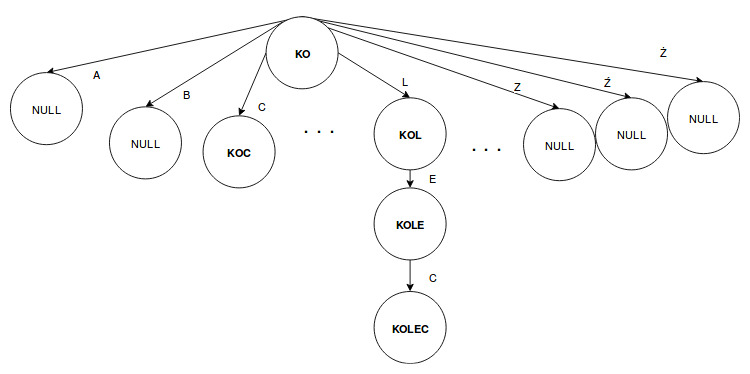 KO
A
B
C
L
Z
Ź
Ż
NULL
NULL
KOC
. . .
KOL
. . .
NULL
NULL
NULL
E
KOLE
C
KOLEC